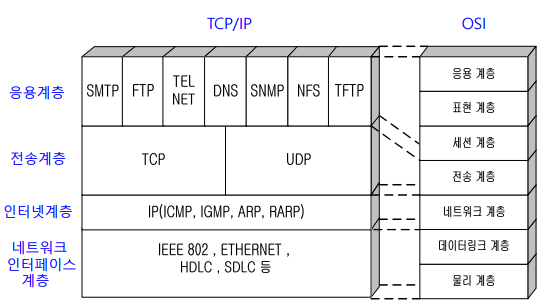 TCP/IP
OSI
응용계층
SMTP
FTP
TEL
NET
DNS
SNMP
NFS
TFTP
응용 계층
표현 계층
전송계층
TCP
UDP
세션 계층
전송 계층
인터넷계층
IP(ICMP, IGMP, ARP, RARP)
네트워크 계층
네트워크
인터페이스
계층
IEEE 802 , ETHERNET ,
HDLC , SDLC 등
데이터링크 계층
물리 계층